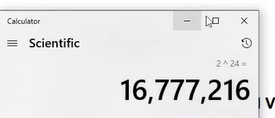 Calculator
Scientific
2 ^ 24 =
16,777,216
V